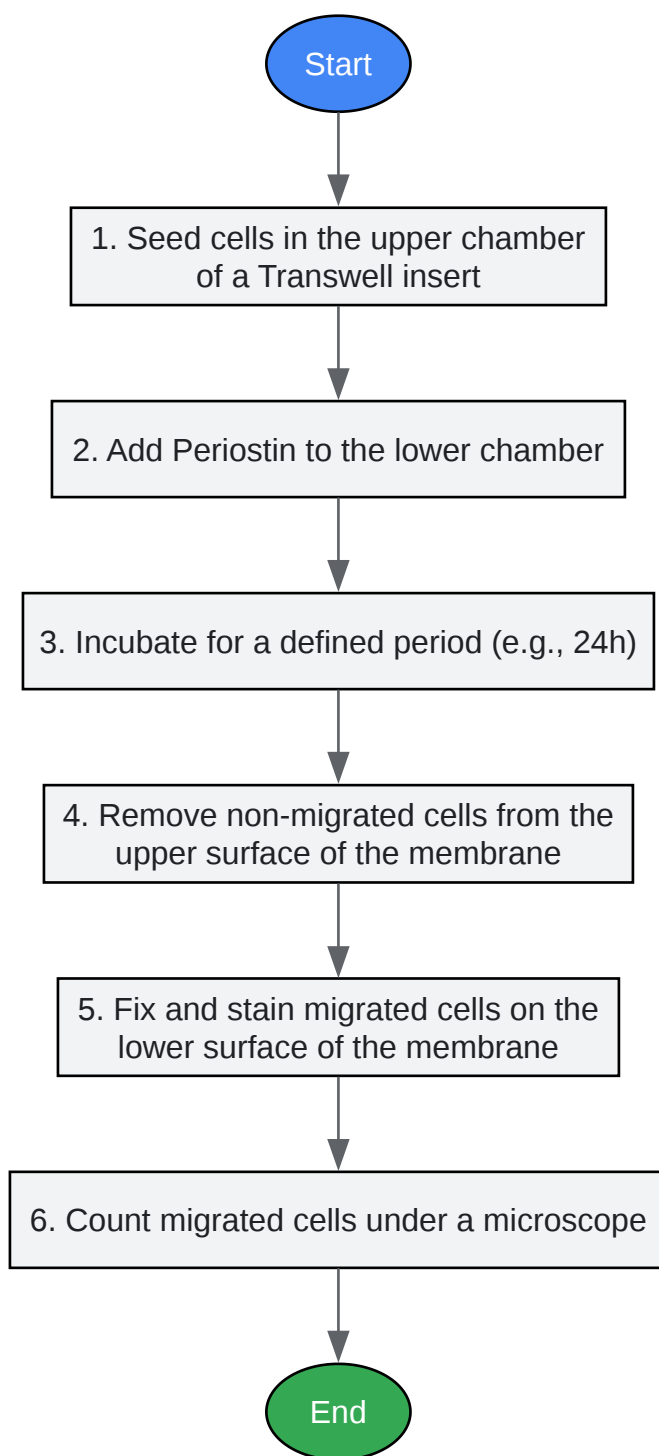 Start
1. Seed cells in the upper chamber
of a Transwell insert
2. Add Periostin to the lower chamber
3. Incubate for a defined period (e.g., 24h)
4. Remove non-migrated cells from the
upper surface of the membrane
5. Fix and stain migrated cells on the
lower surface of the membrane
6. Count migrated cells under a microscope
End